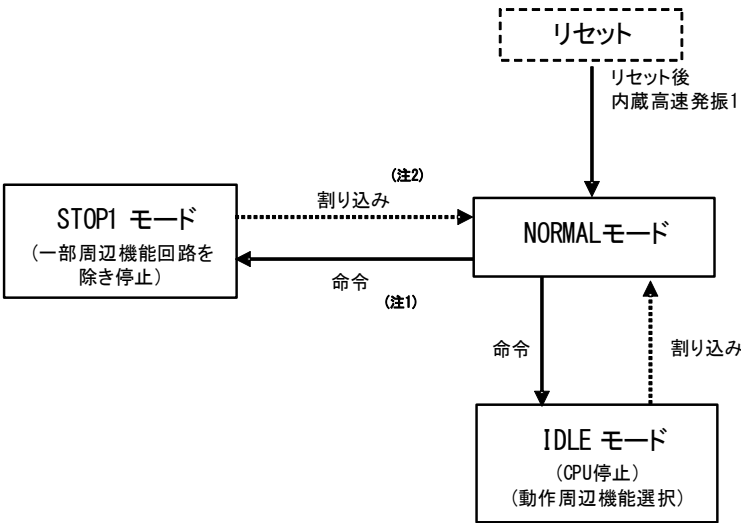 リセット
リセット後
内蔵高速発振1
(注2)
割り込み
STOP1 モード
(一部周辺機能回路を
除き停止)
NORMALモード
命令
(注1)
命令
割り込み
IDLE モード
(CPU停止)
(動作周辺機能選択)